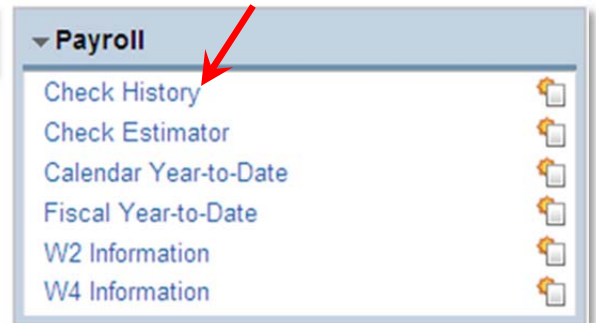 Payroll
Check History
Check Estimator
Calendar Year-to-Date
Fiscal Year-to-Date
W2 Information
W4 Information